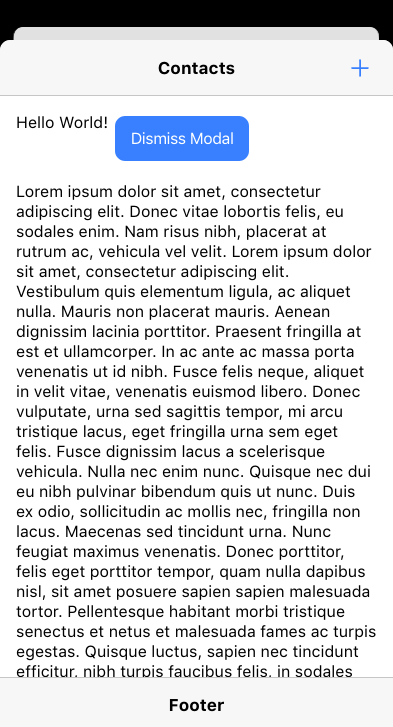 Contacts
Hello World!
Dismiss Modal
Lorem ipsum dolor sit amet, consectetur
adipiscing elit. Donec vitae lobortis felis, eu
sodales enim. Nam risus nibh, placerat at
rutrum ac, vehicula vel velit. Lorem ipsum dolor
sit amet, consectetur adipiscing elit.
Vestibulum quis elementum ligula, ac aliquet
nulla. Mauris non placerat mauris. Aenean
dignissim lacinia porttitor. Praesent fringilla at
est et ullamcorper. In ac ante ac massa porta
venenatis ut id nibh. Fusce felis neque, aliquet
in velit vitae, venenatis euismod libero. Donec
vulputate, urna sed sagittis tempor, mi arcu
tristique lacus, eget fringilla urna sem eget
felis. Fusce dignissim lacus a scelerisque
vehicula. Nulla nec enim nunc. Quisque nec dui
eu nibh pulvinar bibendum quis ut nunc. Duis
ex odio, sollicitudin ac mollis nec, fringilla non
lacus. Maecenas sed tincidunt urna. Nunc
feugiat maximus venenatis. Donec porttitor,
felis eget porttitor tempor, quam nulla dapibus
nisl, sit amet posuere sapien sapien malesuada
tortor. Pellentesque habitant morbi tristique
senectus et netus et malesuada fames ac turpis
egestas. Quisque luctus, sapien nec tincidunt
efficitur, nibh turpis faucibus felis, in sodales
Footer